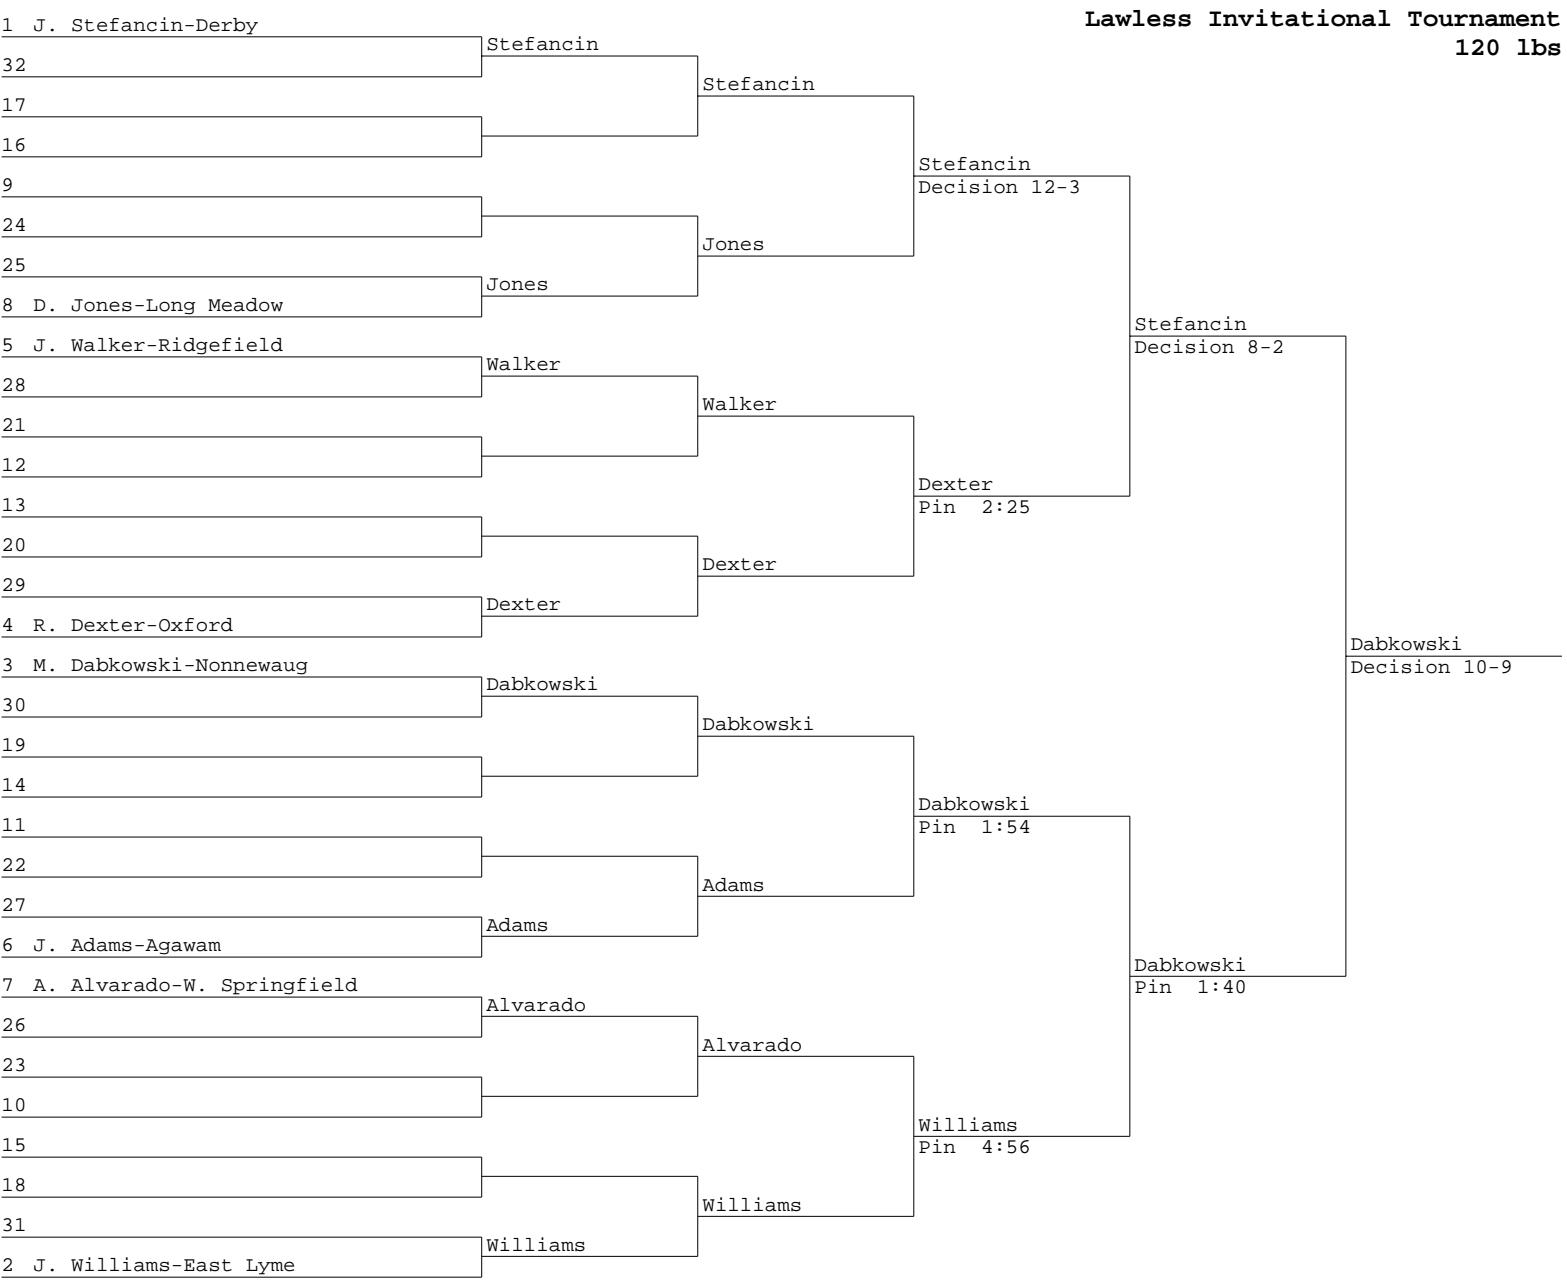 Lawless Invitational Tournament
120 lbs
1 J. Stefancin-Derby
Stefancin
32
Stefancin
17
16
Stefancin
Decision 12-3
9
24
Jones
25
Jones
8 D. Jones-Long Meadow
Stefancin
Decision 8-2
5 J. Walker-Ridgefield
Walker
28
Walker
21
12
Dexter
Pin 2:25
13
20
Dexter
29
Dexter
4 R. Dexter-Oxford
Dabkowski
Decision 10-9
3 M. Dabkowski-Nonnewaug
Dabkowski
30
Dabkowski
19
14
Dabkowski
Pin 1:54
11
22
Adams
27
Adams
6 J. Adams-Agawam
Dabkowski
Pin 1:40
7 A. Alvarado-W. Springfield
Alvarado
26
Alvarado
23
10
Williams
Pin 4:56
15
18
Williams
31
Williams
2 J. Williams-East Lyme